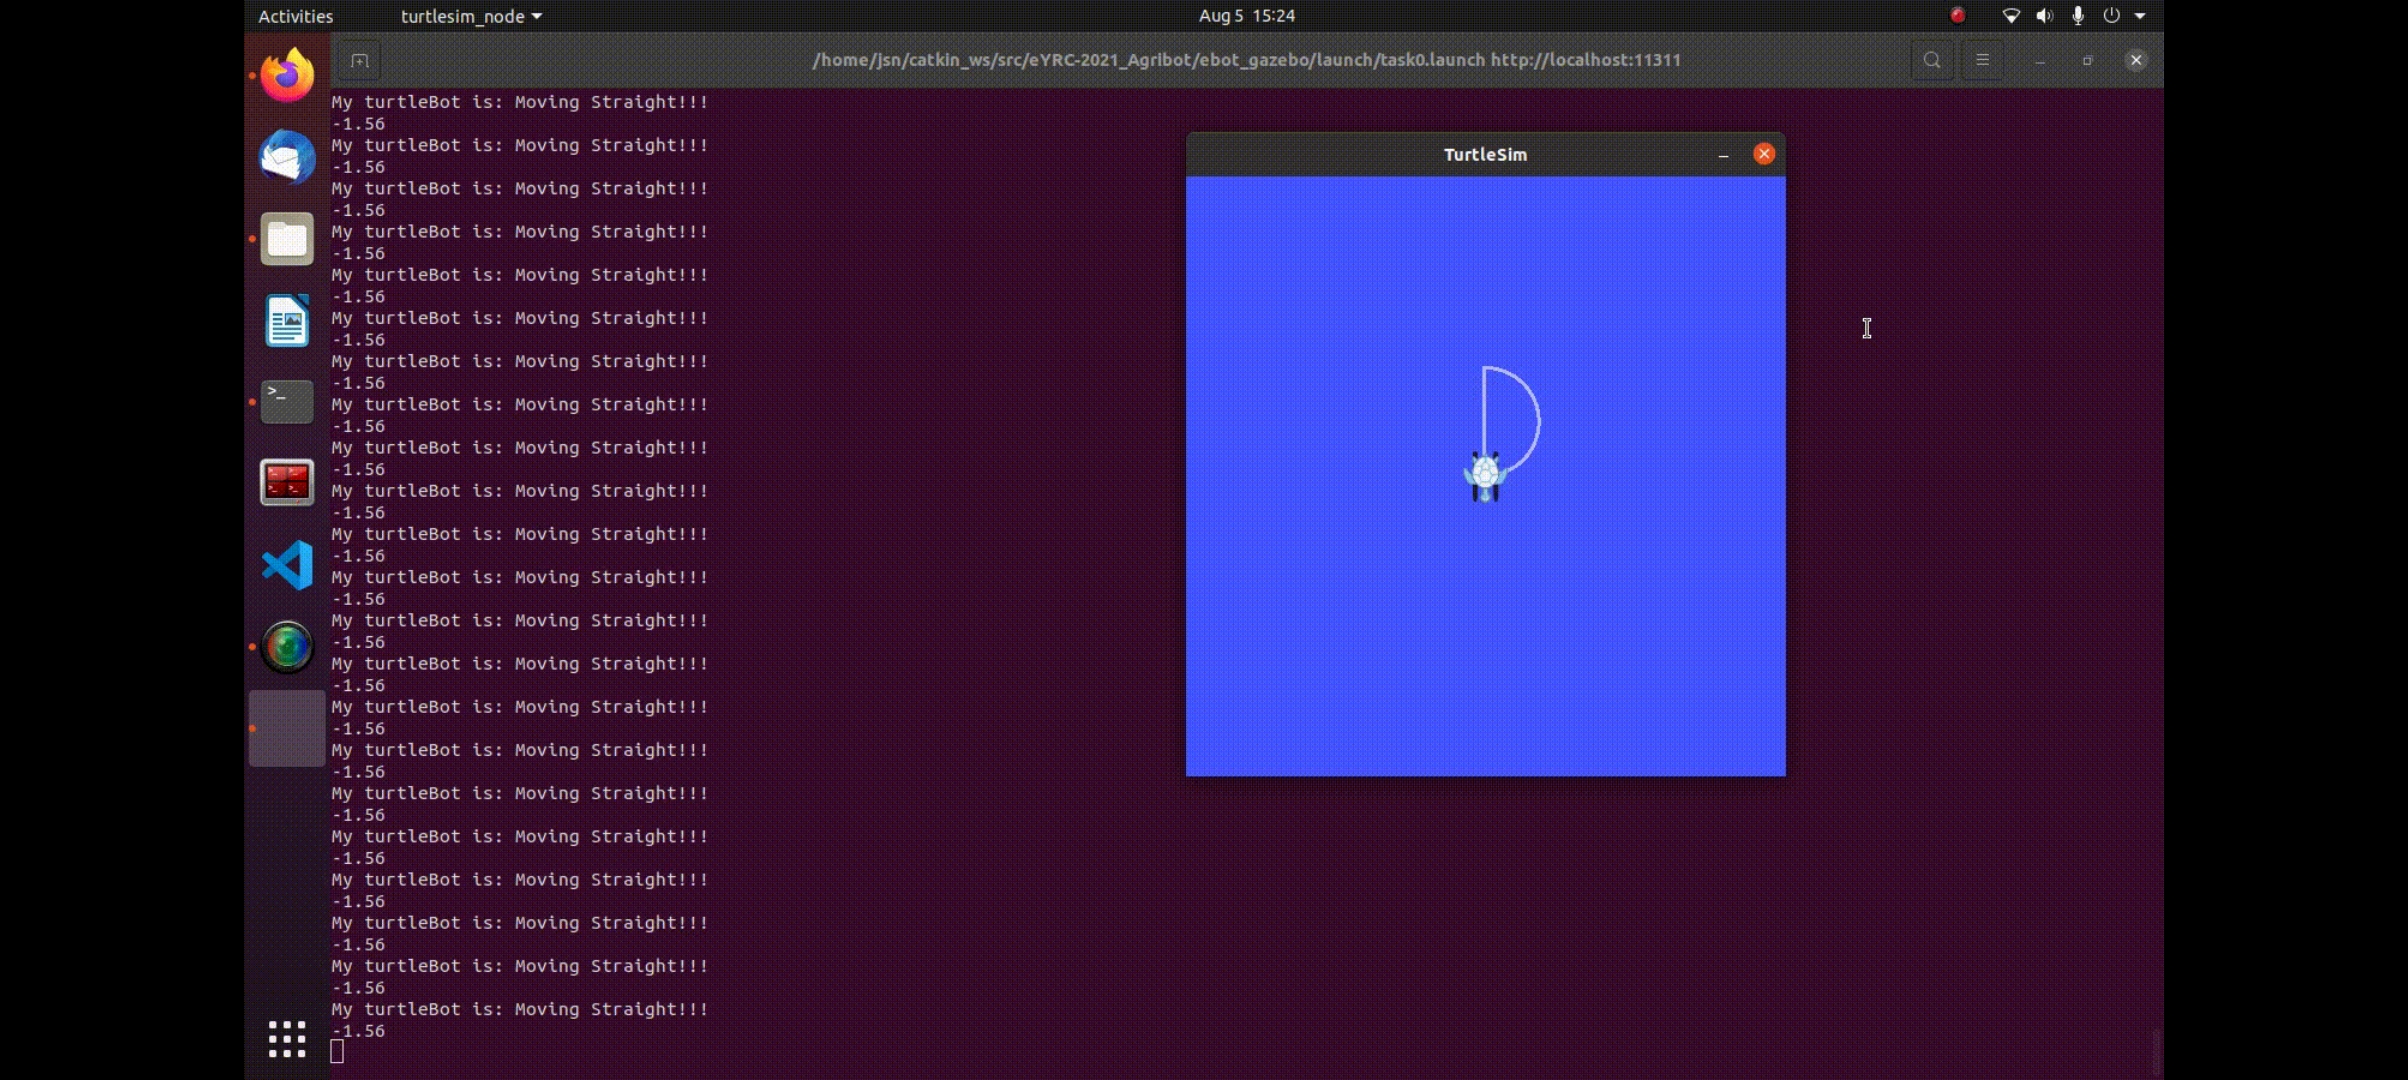 Activities
turtlesim_node
Aug 5 15:24
/home/jsn/catkin_ws/src/eYRC-2021_Agribot/ebot_gazebo/launch/task0.launch http://localhost:11311
My turtleBot is: Moving Straight!!!
-1.56
My turtleBot is: Moving Straight!!!
-1.56
My turtleBot is: Moving Straight!!!
-1.56
My turtleBot is: Moving Straight!!!
-1.56
My turtleBot is: Moving Straight!!!
-1.56
My turtleBot is: Moving Straight!!!
-1.56
My turtleBot is: Moving Straight!!!
-1.56
My turtleBot is: Moving Straight!!!
-1.56
My turtleBot is: Moving Straight!!!
-1.56
My turtleBot is: Moving Straight!!!
-1.56
My turtleBot is: Moving Straight!!!
-1.56
My turtleBot is: Moving Straight!!!
-1.56
My turtleBot is: Moving Straight!!!
-1.56
My turtleBot is: Moving Straight!!!
-1.56
My turtleBot is: Moving Straight!!!
-1.56
My turtleBot is: Moving Straight!!!
-1.56
My turtleBot is: Moving Straight!!!
-1.56
My turtleBot is: Moving Straight!!!
-1.56
My turtleBot is: Moving Straight!!!
-1.56
My turtleBot is: Moving Straight!!!
-1.56
My turtleBot is: Moving Straight!!!
-1.56
My turtleBot is: Moving Straight!!!
-1.56
TurtleSim